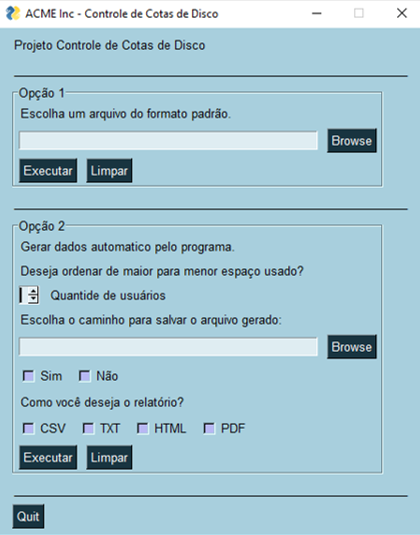 ACME Inc - Controle de Cotas de Disco
Projeto Controle de Cotas de Disco
Opção 1
Escolha um arquivo do formato padrão.
Browse
Executar Limpar
Opção 2
Gerar dados automatico pelo programa.
Deseja ordenar de maior para menor espaço usado?
Quantide de usuários
Escolha o caminho para salvar o arquivo gerado:
Browse
Sim Não
Como você deseja o relatório?
CSV TXT HTML PDF
Executar Limpar
Quit